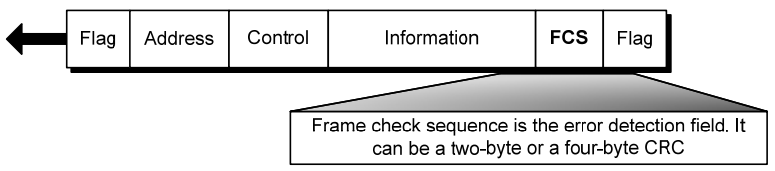 Flag Address Control Information FCS Flag
Frame check sequence is the error detection field. It
can be a two-byte or a four-byte CRC